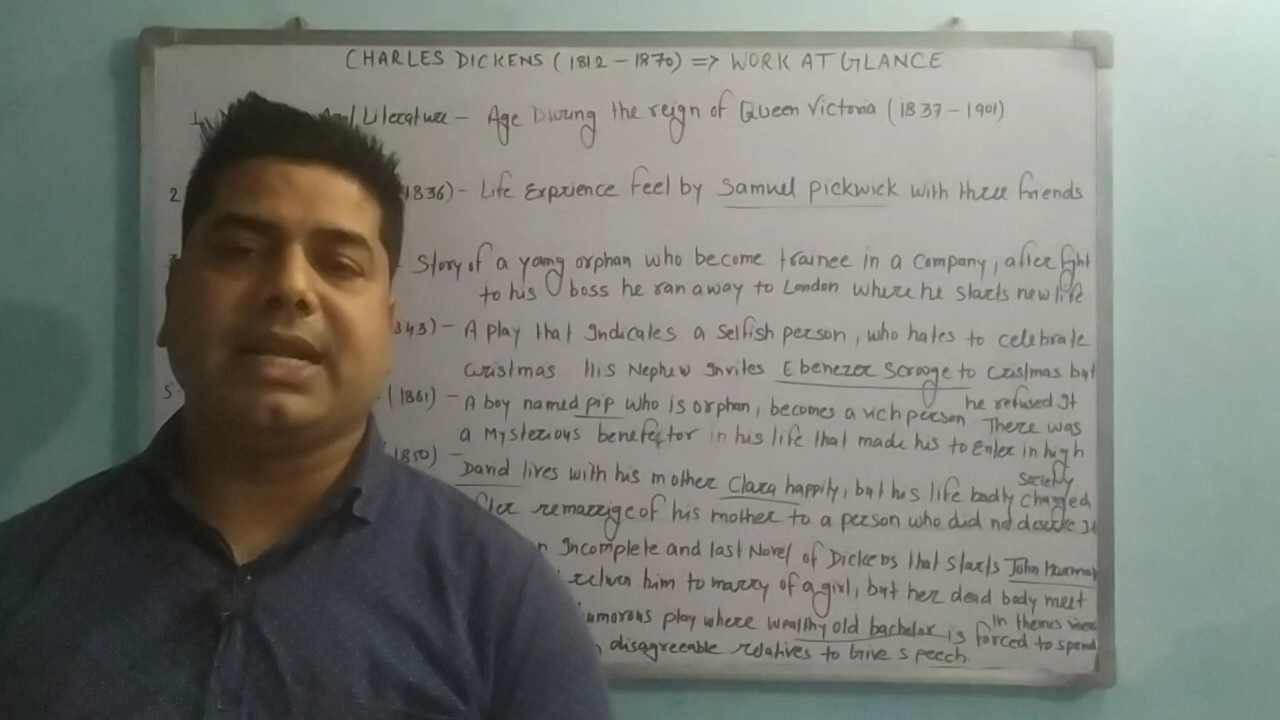 CHARLES DICKENS (1812 - 1870) => WORK AT GLANCE
Literature - Age During the reign of Queen Victoria (1837-1901)
2
1836) - Life Exprience feel by Samuel pickwick with three friends
Story of a young orphan who become trainee in a company, after fight
to his boss he ran away to London where he starts new life
843) - A play that Indicates a selfish person, who hates to celebrate
cristmas. His Nephew Invites Ebenezer Scrooge to cristmas but
he refused It
5 (1861) - A boy named pip who is orphan, becomes a rich person. There was
a mysterious benefector in his life that made his to Enter in high
society
1850) - David lives with his mother Clara happily, but his life badly changed
remarrige of his mother to a person who did not
n Incomplete and last Novel of Dickens that starts John
return him to marry of a girl, but her dead body meet
In themes
umorous play where wealthy old bachelor is forced to spend
disagreeable relatives to Give speech.